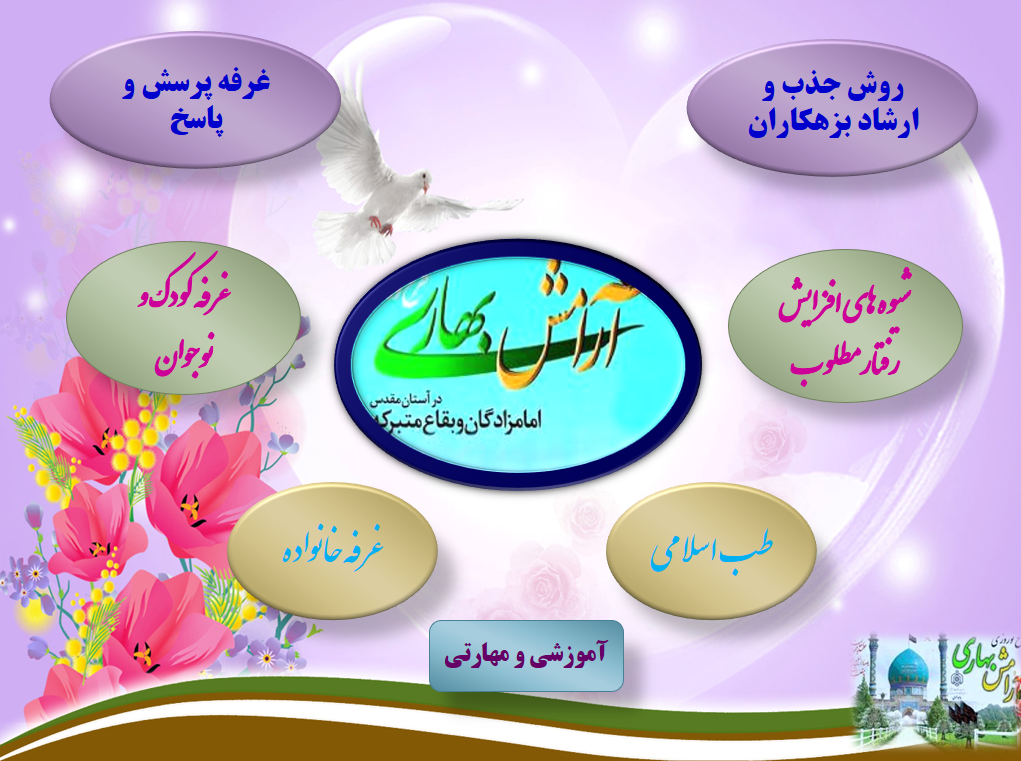 روش جذب و
ارشاد بزهکاران
غرفه پرسش و
پاسخ
شیوه های افزایش
رفتار مطلوب
غرفه کودک و
نوجوان
آرامش بهاری
در آستان مقدس
امامزادگان و بقاع متبرکه
طب اسلامی
غرفه خانواده
آموزشی و مهارتی
آرامش بهاری